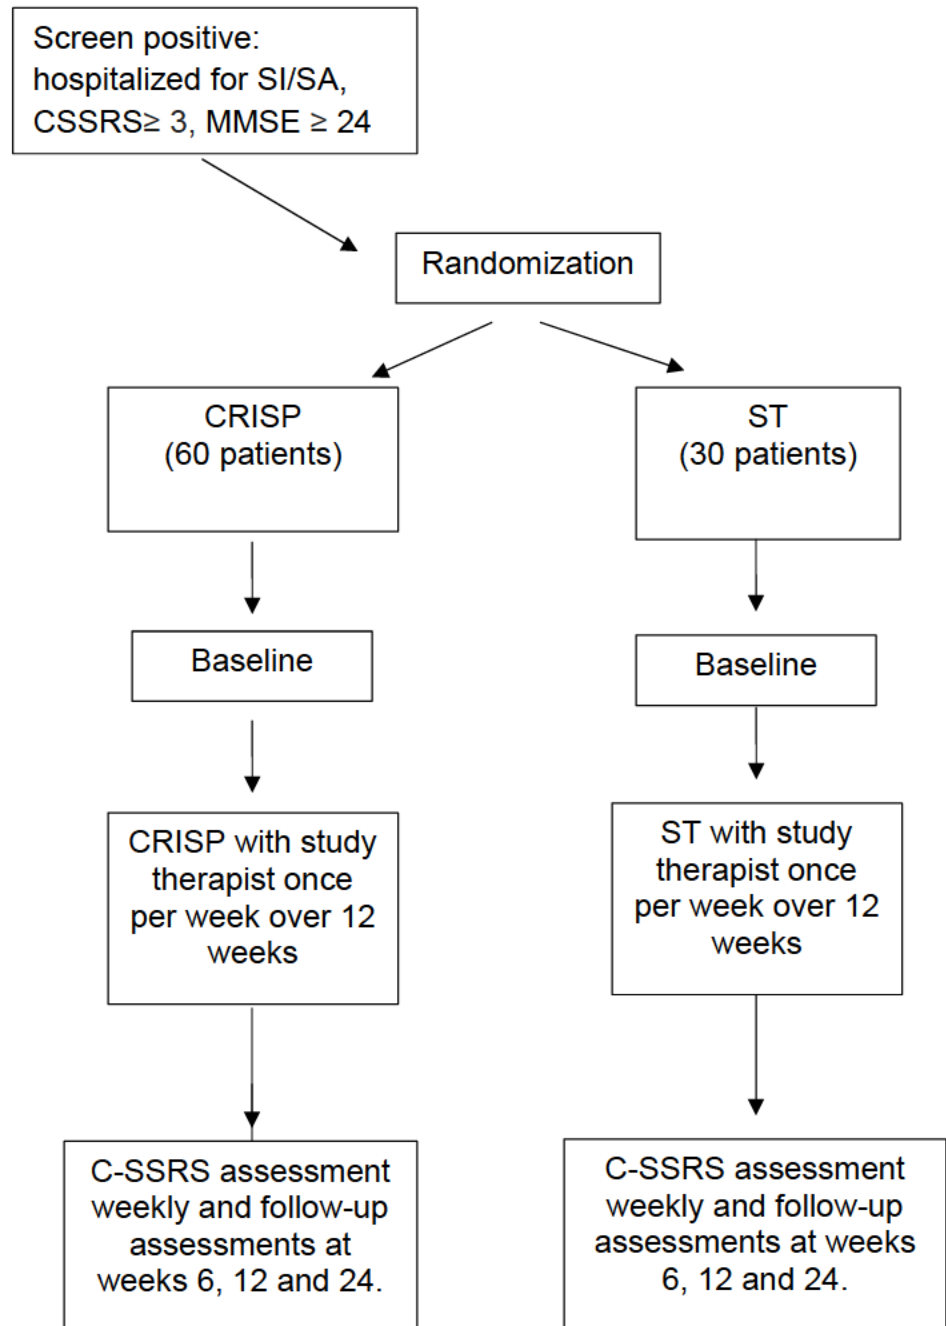 Screen positive:
hospitalized for SI/SA,
CSSRS≥ 3, MMSE ≥ 24
Randomization
CRISP
(60 patients)
ST
(30 patients)
Baseline
Baseline
CRISP with study
therapist once
per week over 12
weeks
ST with study
therapist once
per week over 12
weeks
C-SSRS assessment
weekly and follow-up
assessments at
weeks 6, 12 and 24.
C-SSRS assessment
weekly and follow-up
assessments at weeks
6, 12 and 24.